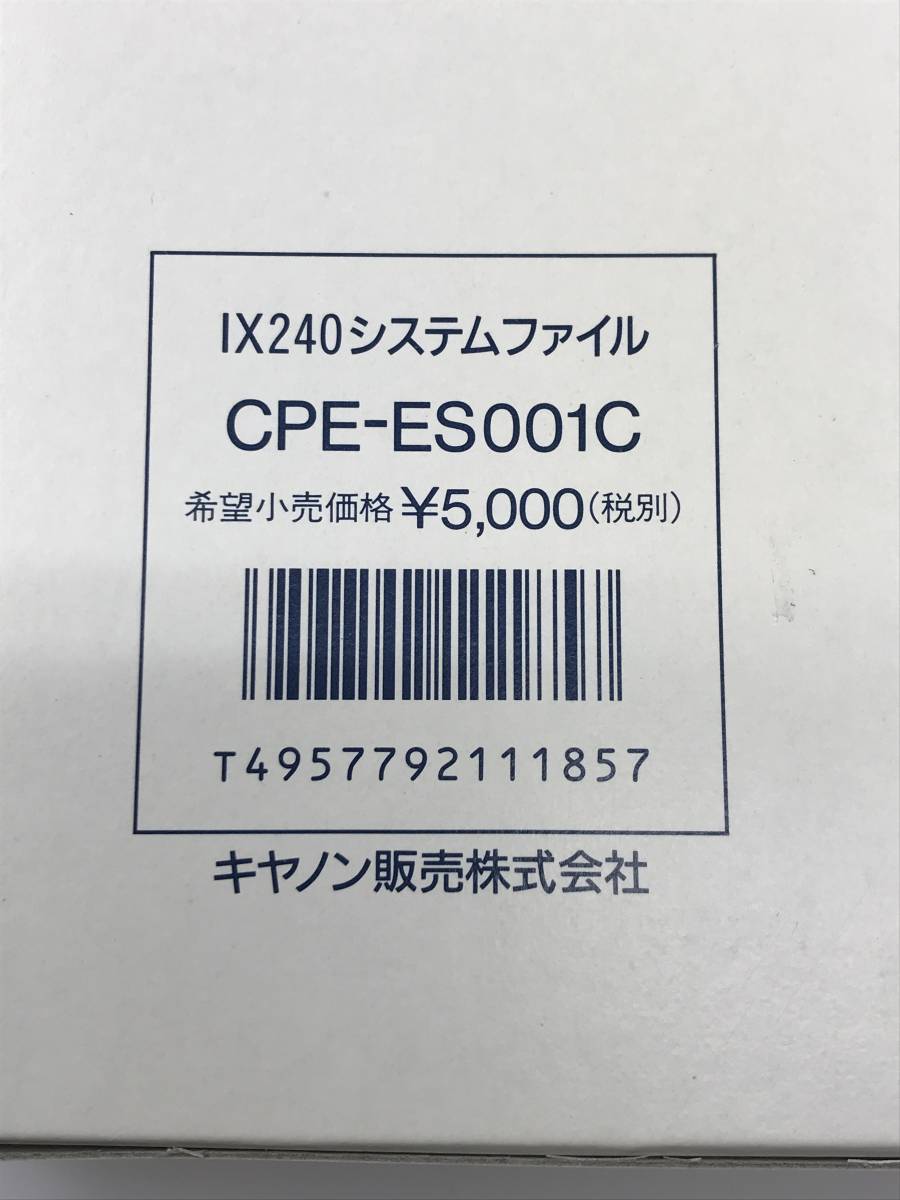 IX240システムファイル
CPE-ES001C
希望小売価格¥5,000(税別)
T4957792111857
キヤノン販売株式会社